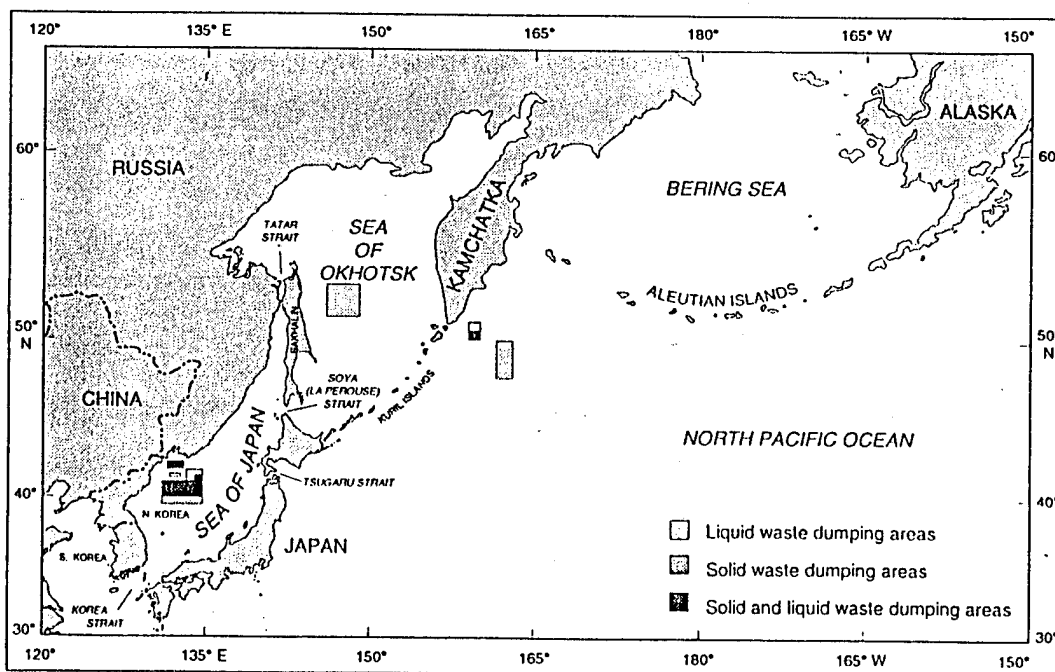 120° 135° E 150° 165° 180° 165° W 150°
60°
RUSSIA
ALASKA
60°
BERING SEA
TATAR
STRAIT
SEA
OF
OKHOTSK
KAMCHATKA
SAKHALIN
ALEUTIAN ISLANDS
50°
N
50°
N
CHINA
SOYA
(LA PEROUSE)
STRAIT
KURIL ISLANDS
NORTH PACIFIC OCEAN
SEA OF JAPAN
TSUGARU STRAIT
40°
40°
N. KOREA
S. KOREA
JAPAN
KOREA
STRAIT
Liquid waste dumping areas
Solid waste dumping areas
Solid and liquid waste dumping areas
30°
30°
120° 135° E 150° 165° 180° 165° W 150°